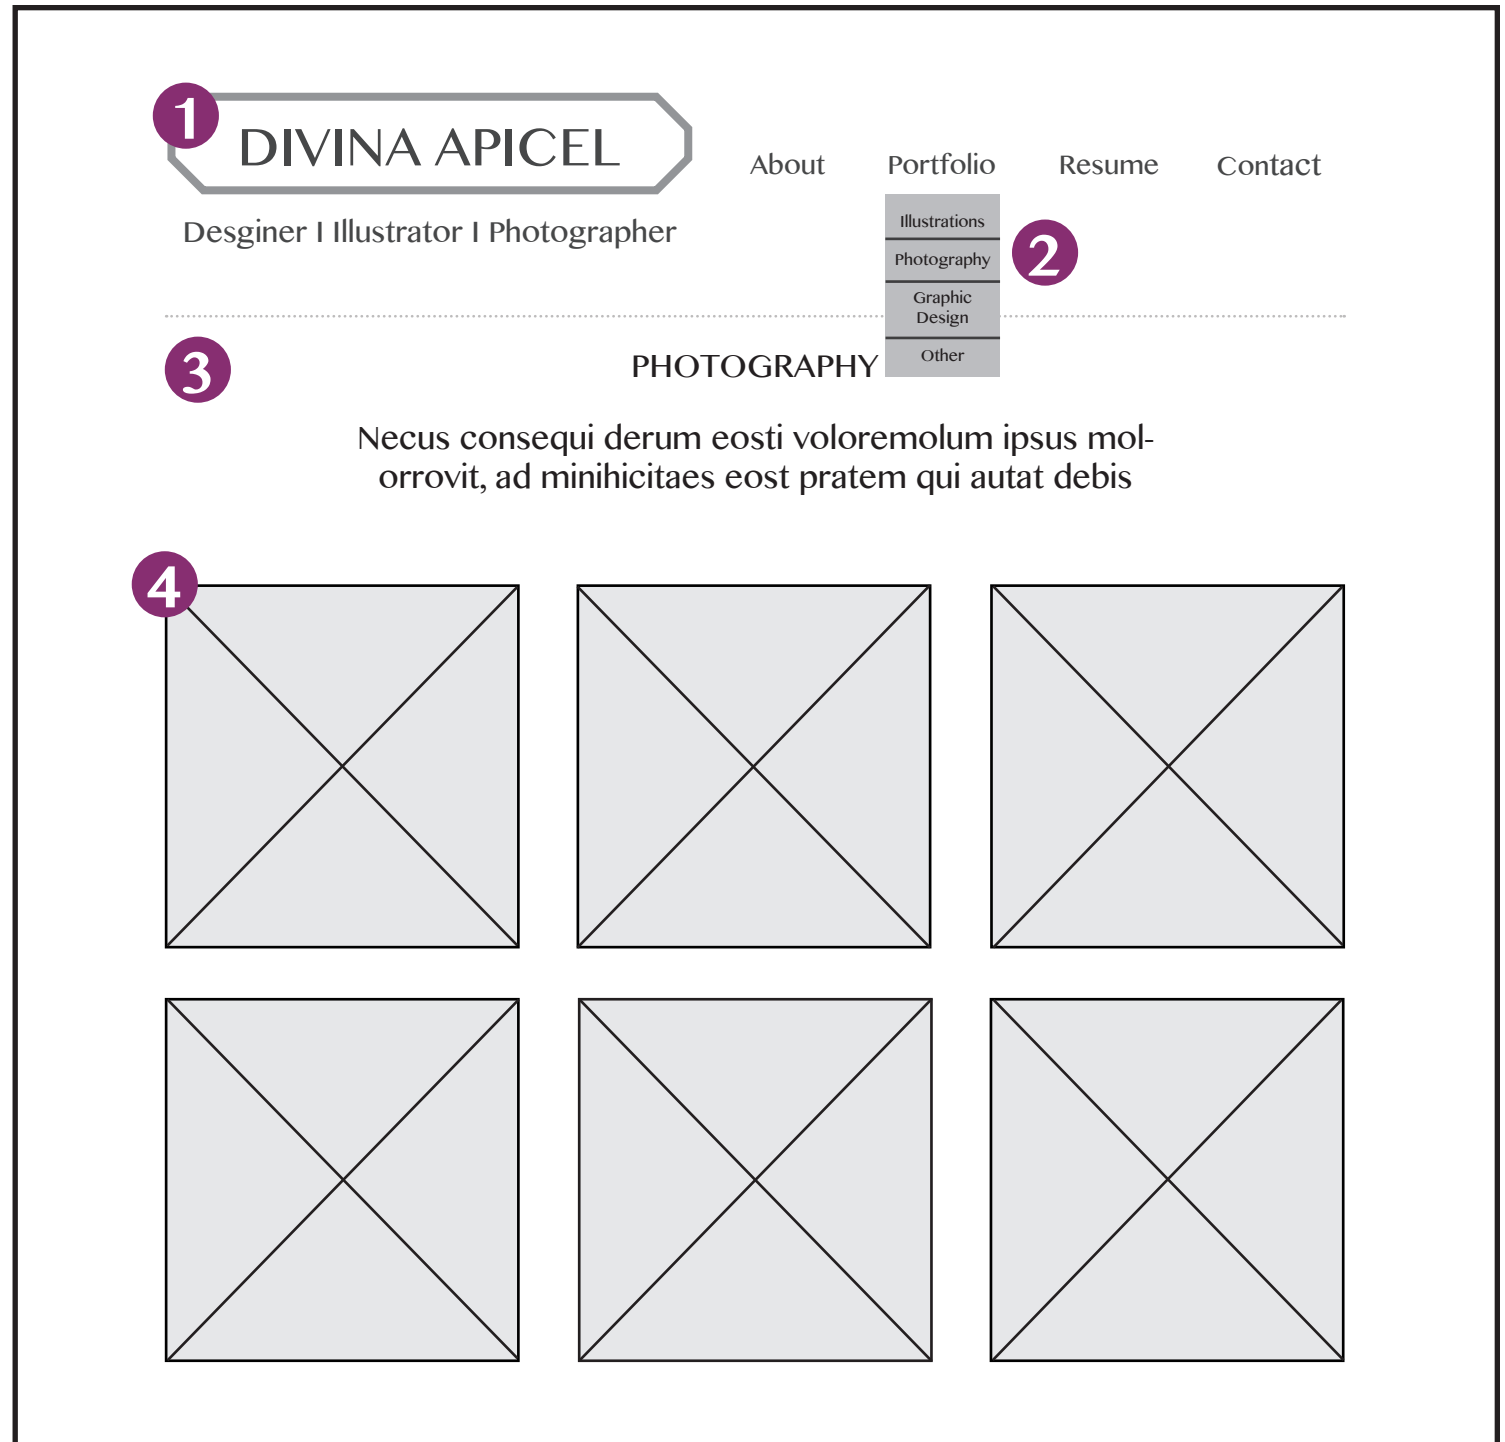 1
DIVINA APICEL
About Portfolio Resume Contact
Desginer I Illustrator I Photographer
Illustrations
Photography
2
Graphic
Design
Other
3
PHOTOGRAPHY
Necus consequi derum eosti voloremolum ipsus mol-
orrovit, ad minihicitaes eost pratem qui autat debis
4